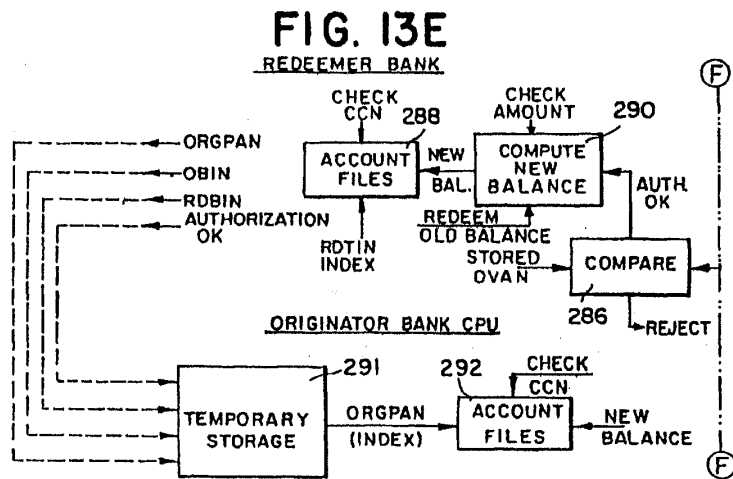 FIG. 13E
REDEEMER BANK
F
CHECK
CCN
288
CHECK
AMOUNT
290
ORGPAN
OBIN
RDBIN
AUTHORIZATION
OK
ACCOUNT
FILES
NEW
BAL.
COMPUTE
NEW
BALANCE
AUTH.
OK
RDTIN
INDEX
REDEEM
OLD BALANCE
STORED
OVAN
COMPARE
286
REJECT
ORIGINATOR BANK CPU
291
TEMPORARY
STORAGE
ORGPAN
(INDEX)
292
CHECK
CCN
ACCOUNT
FILES
NEW
BALANCE
F